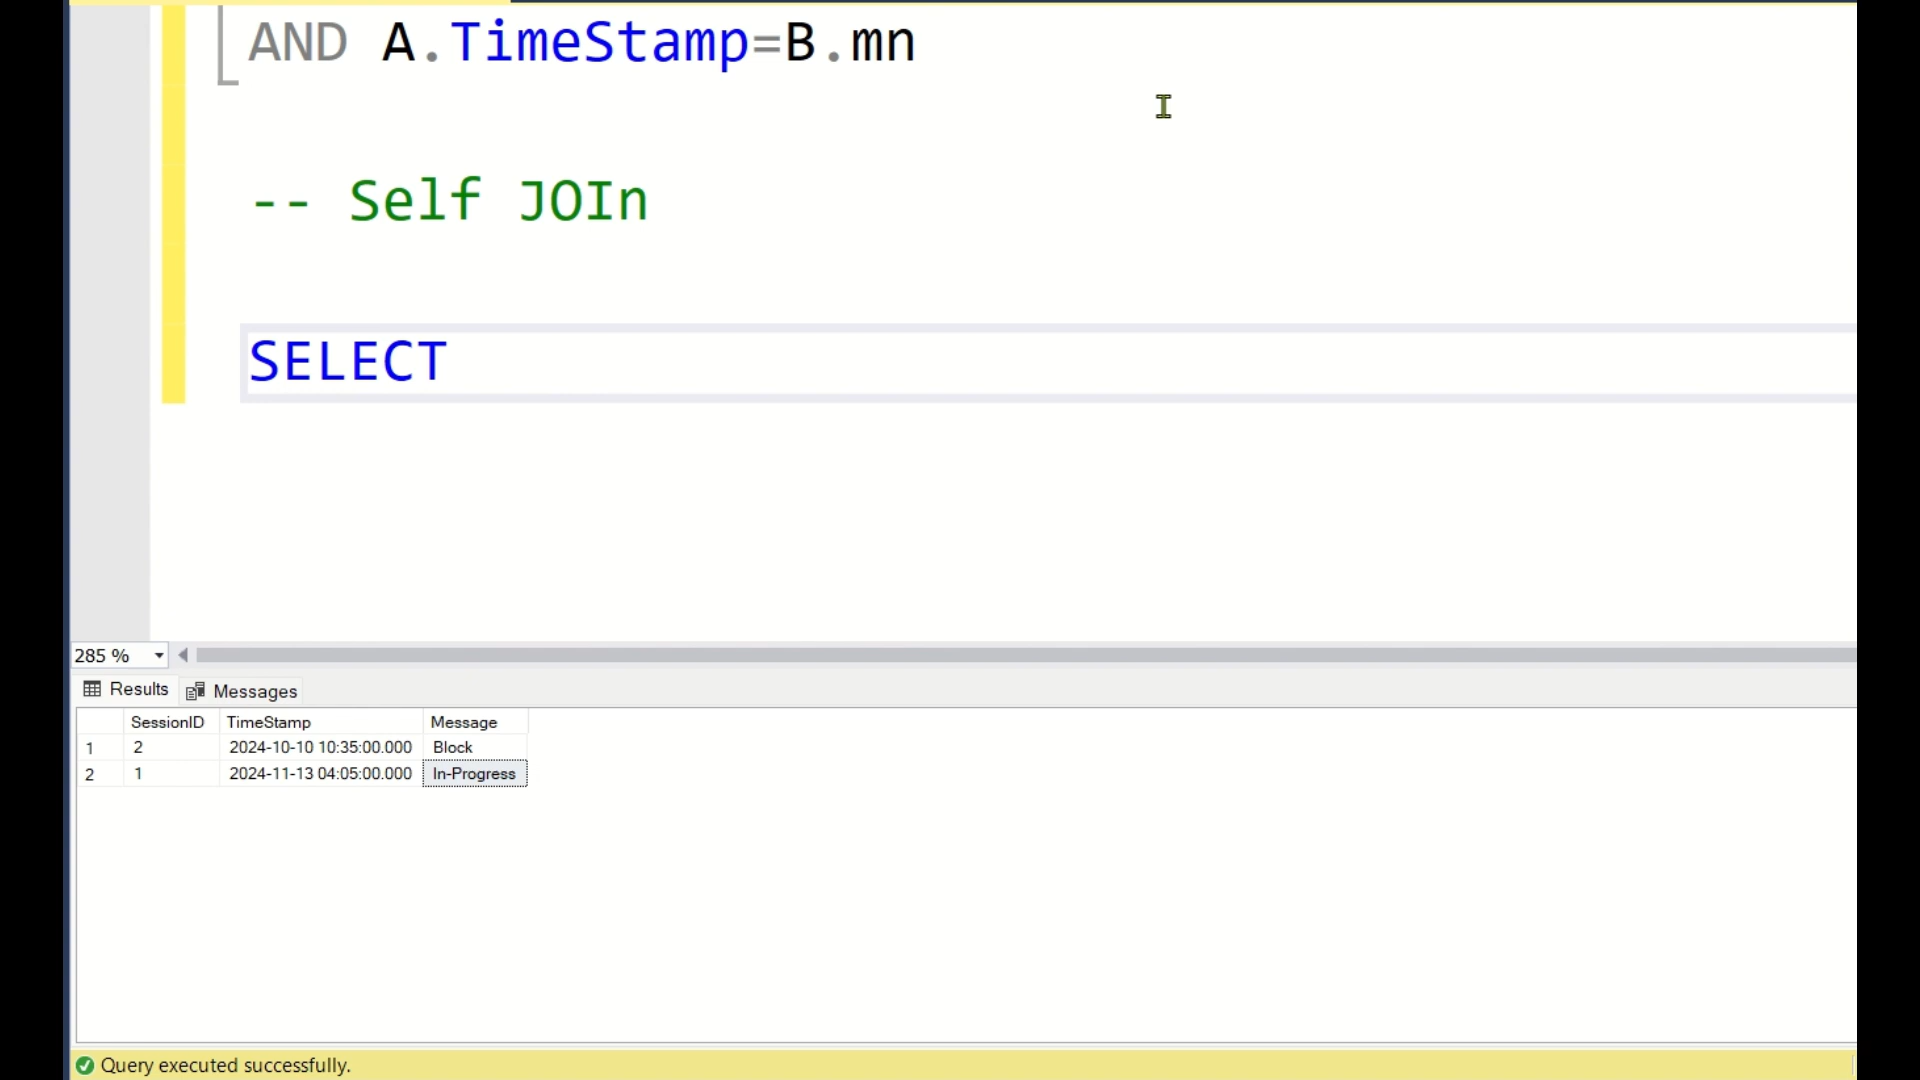 AND A.TimeStamp=B.mn
-- Self JOIn
SELECT
285 %
Results Messages
SessionID TimeStamp Message
1 2 2024-10-10 10:35:00.000 Block
2 1 2024-11-13 04:05:00.000 In-Progress
Query executed successfully.